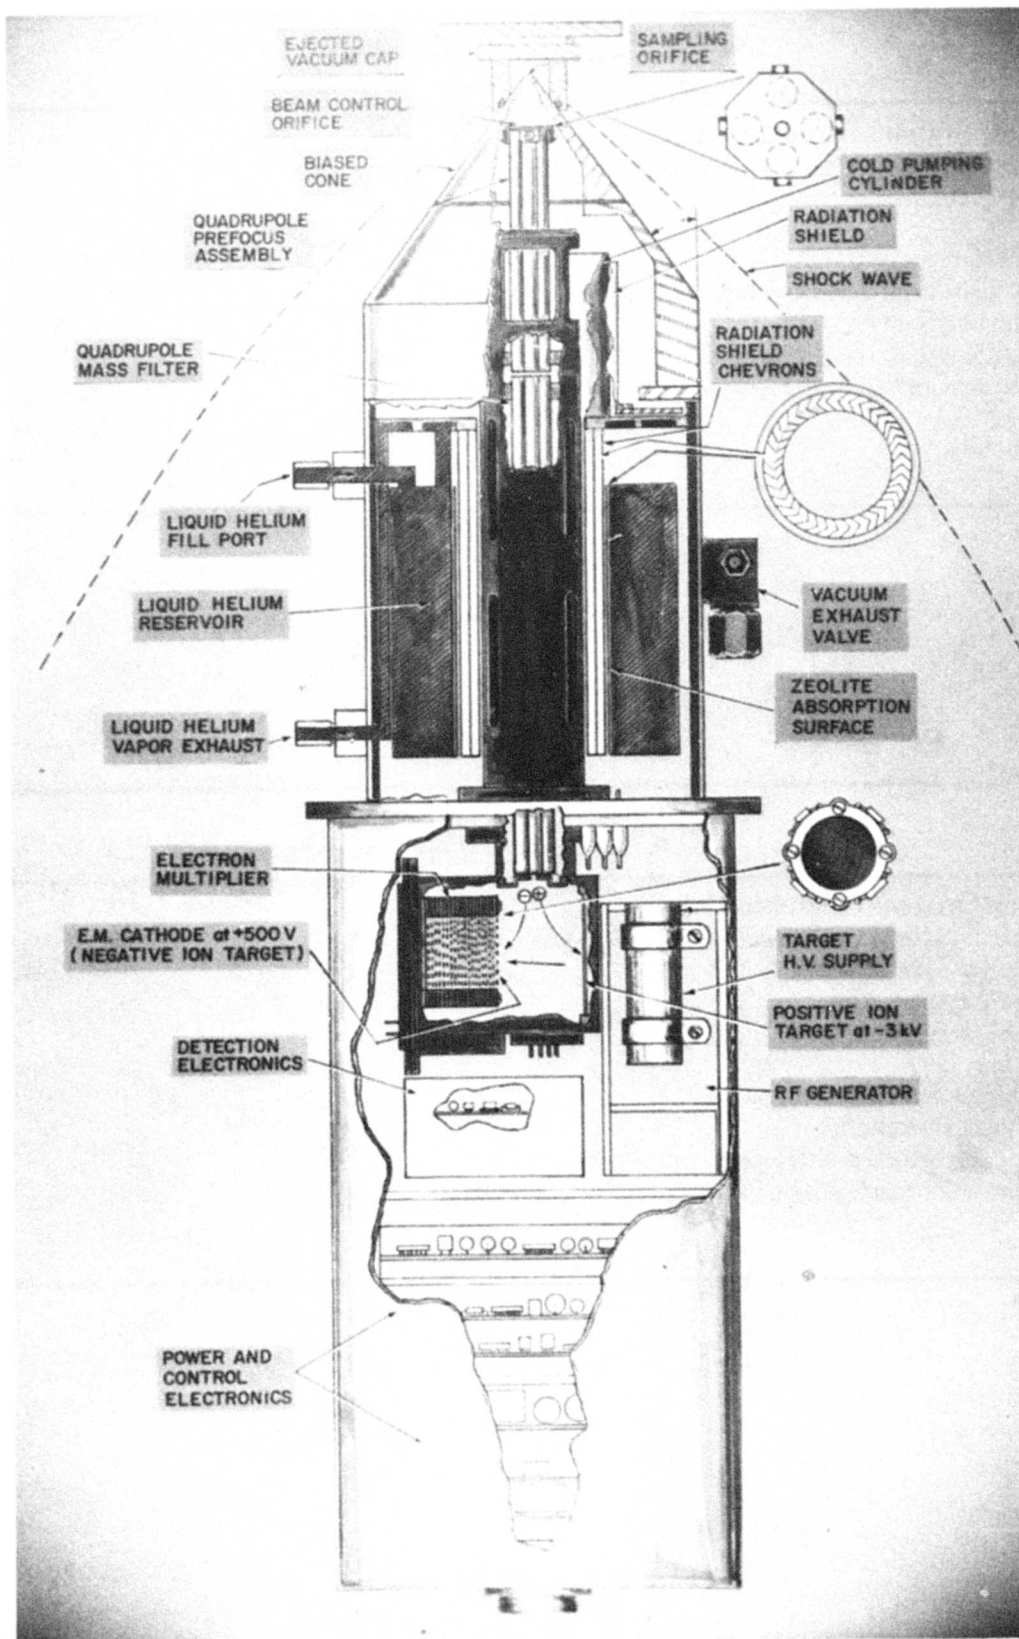 EJECTED
VACUUM CAP
SAMPLING
ORIFICE
BEAM CONTROL
ORIFICE
BIASED
CONE
COLD PUMPING
CYLINDER
QUADRUPOLE
PREFOCUS
ASSEMBLY
RADIATION
SHIELD
SHOCK WAVE
QUADRUPOLE
MASS FILTER
RADIATION
SHIELD
CHEVRONS
LIQUID HELIUM
FILL PORT
LIQUID HELIUM
RESERVOIR
VACUUM
EXHAUST
VALVE
LIQUID HELIUM
VAPOR EXHAUST
ZEOLITE
ABSORPTION
SURFACE
ELECTRON
MULTIPLIER
E.M. CATHODE at +500 V
(NEGATIVE ION TARGET)
TARGET
H.V. SUPPLY
POSITIVE ION
TARGET at -3 kV
DETECTION
ELECTRONICS
RF GENERATOR
POWER AND
CONTROL
ELECTRONICS